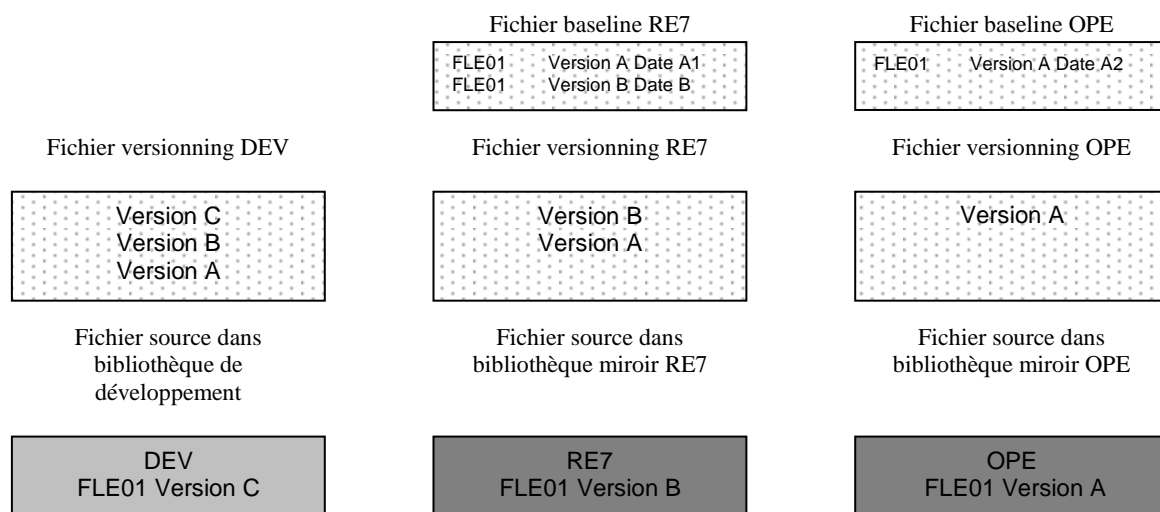 Fichier baseline RE7
FLE01 Version A Date A1
FLE01 Version B Date B
Fichier baseline OPE
FLE01 Version A Date A2
Fichier versionning DEV
Version C
Version B
Version A
Fichier versionning RE7
Version B
Version A
Fichier versionning OPE
Version A
Fichier source dans
bibliothèque de
développement
Fichier source dans
bibliothèque miroir RE7
Fichier source dans
bibliothèque miroir OPE
DEV
FLE01 Version C
RE7
FLE01 Version B
OPE
FLE01 Version A